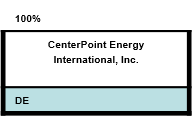 100%
CenterPoint Energy
International, Inc.
DE